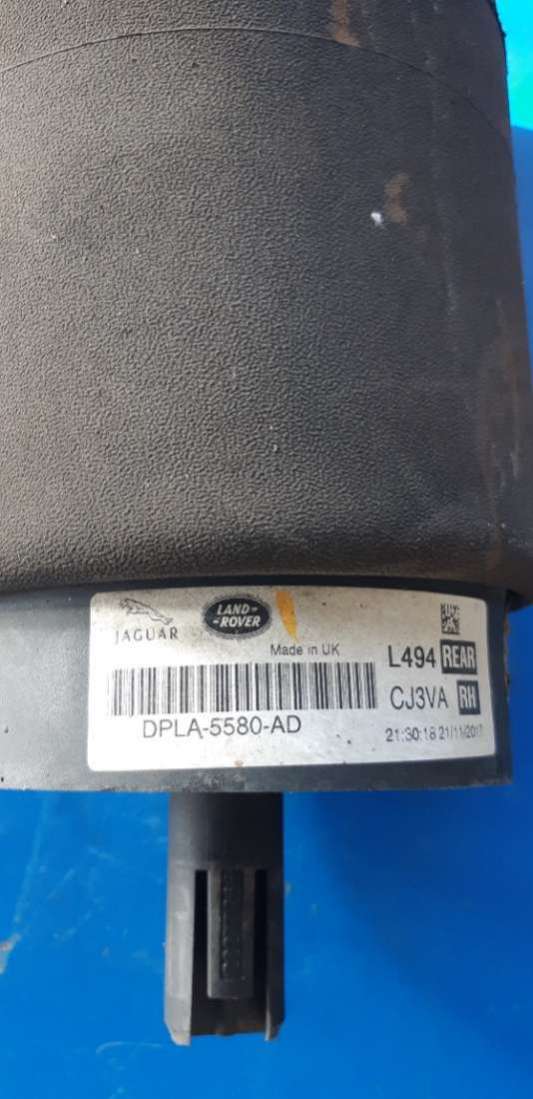 JAGUAR
LAND-
-ROVER
Made in UK
L494 REAR
CJ3VA RH
DPLA-5580-AD
21:30:18 21/11/2017